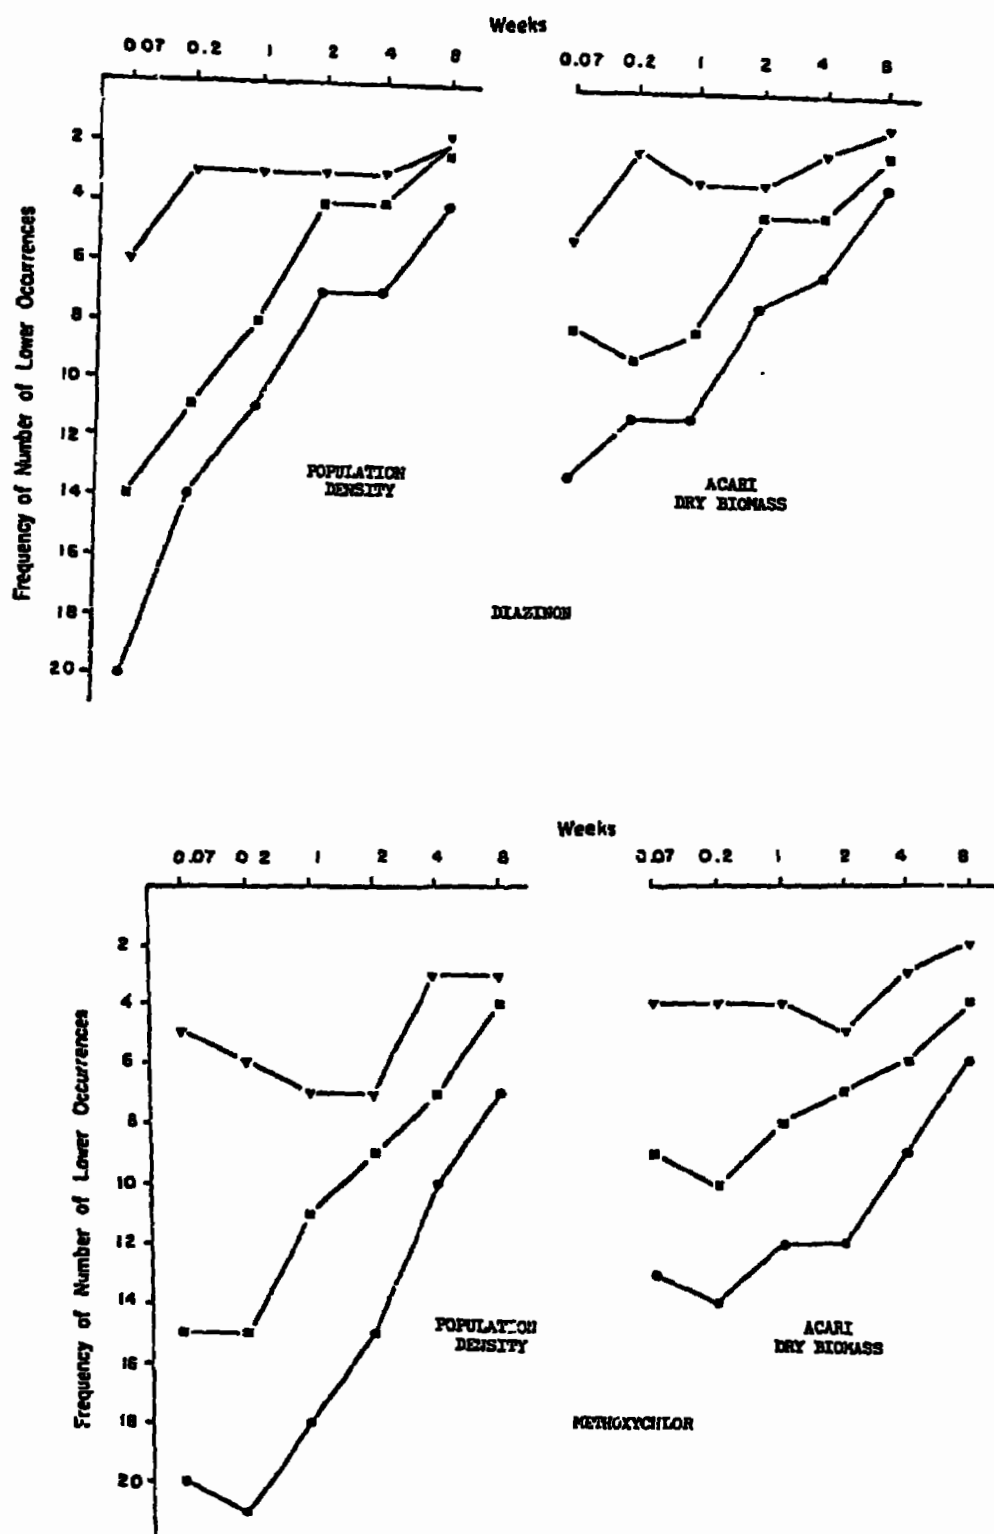 Weeks
0.07 0.2 1 2 4 8
0.07 0.2 1 2 4 8
Frequency of Number of Lower Occurrences
2
4
6
8
10
12
14
16
18
20
POPULATION
DENSITY
ACARI
DRY BIOMASS
DIAZINON
Weeks
0.07 0.2 1 2 4 8
0.07 0.2 1 2 4 8
Frequency of Number of Lower Occurrences
2
4
6
8
10
12
14
16
18
20
POPULATION
DENSITY
ACARI
DRY BIOMASS
METHOXYCHLOR